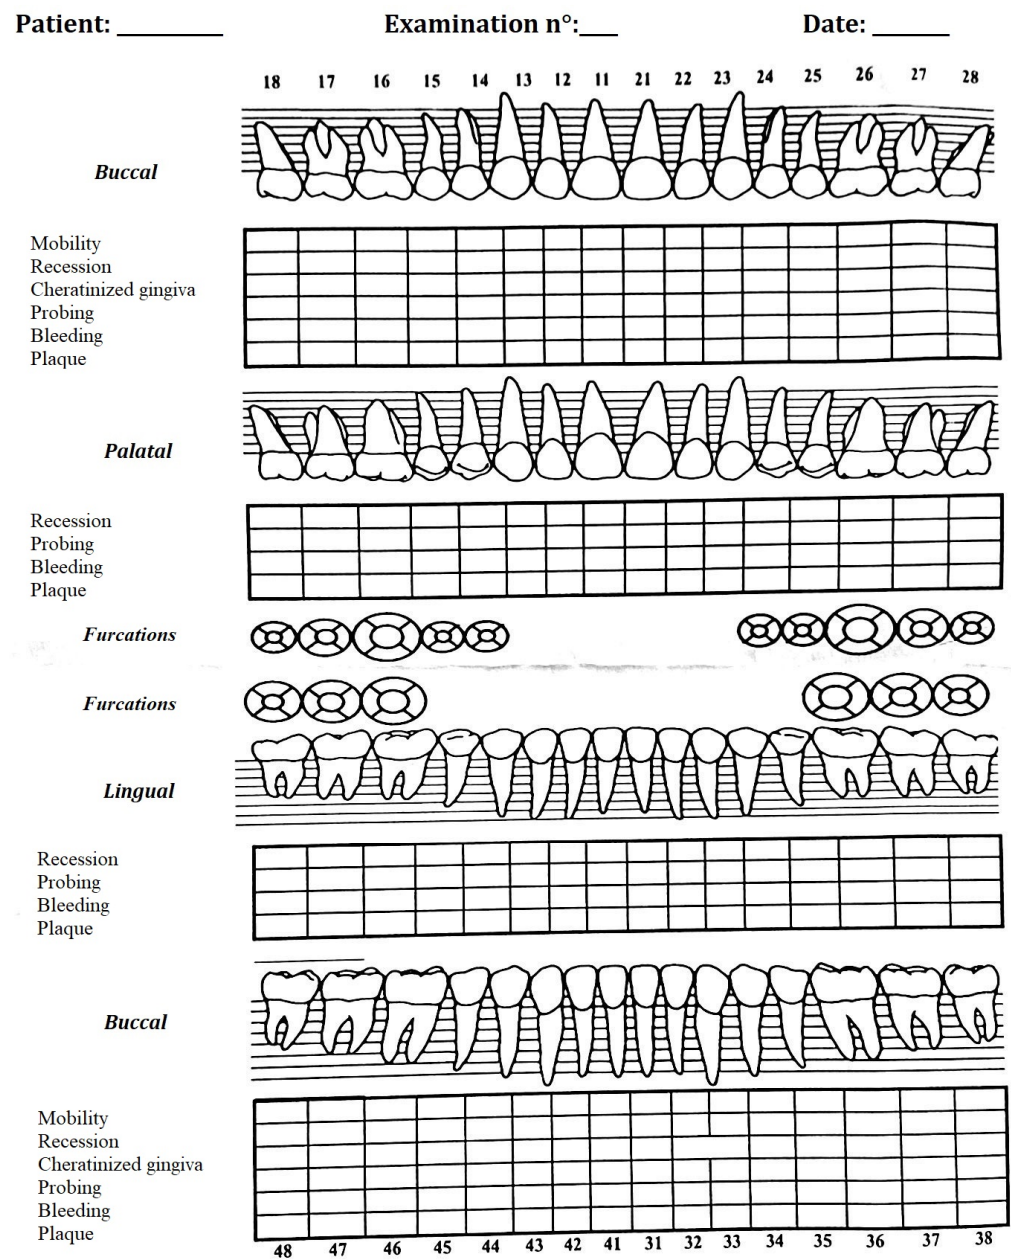 Patient: ________ Examination n°:___ Date: ______
18 17 16 15 14 13 12 11 21 22 23 24 25 26 27 28
Buccal
Mobility
Recession
Cheratinized gingiva
Probing
Bleeding
Plaque
Palatal
Recession
Probing
Bleeding
Plaque
Furcations
Furcations
Lingual
Recession
Probing
Bleeding
Plaque
Buccal
Mobility
Recession
Cheratinized gingiva
Probing
Bleeding
Plaque
48 47 46 45 44 43 42 41 31 32 33 34 35 36 37 38